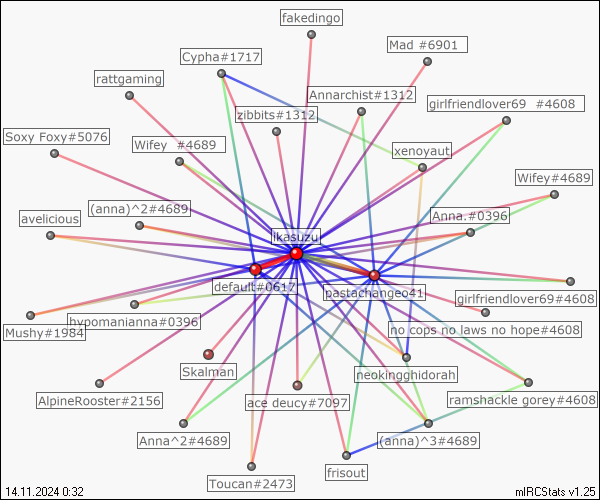 fakedingo
Mad #6901
Cypha#1717
rattgaming
Annarchist#1312
girlfriendlover69 #4608
zibbits#1312
Soxy Foxy#5076
Wifey #4689
xenoyaut
Wifey#4689
(anna)^2#4689
avelicious
Anna.#0396
ikasuzu
default#0617
pastachangeo41
girlfriendlover69#4608
hypomanianna#0396
Mushy#1984
no cops no laws no hope#4608
Skalman
neokingghidorah
AlpineRooster#2156
ace deucy#7097
ramshackle gorey#4608
Anna^2#4689
(anna)^3#4689
frisout
Toucan#2473
14.11.2024 0:32
mIRCStats v1.25